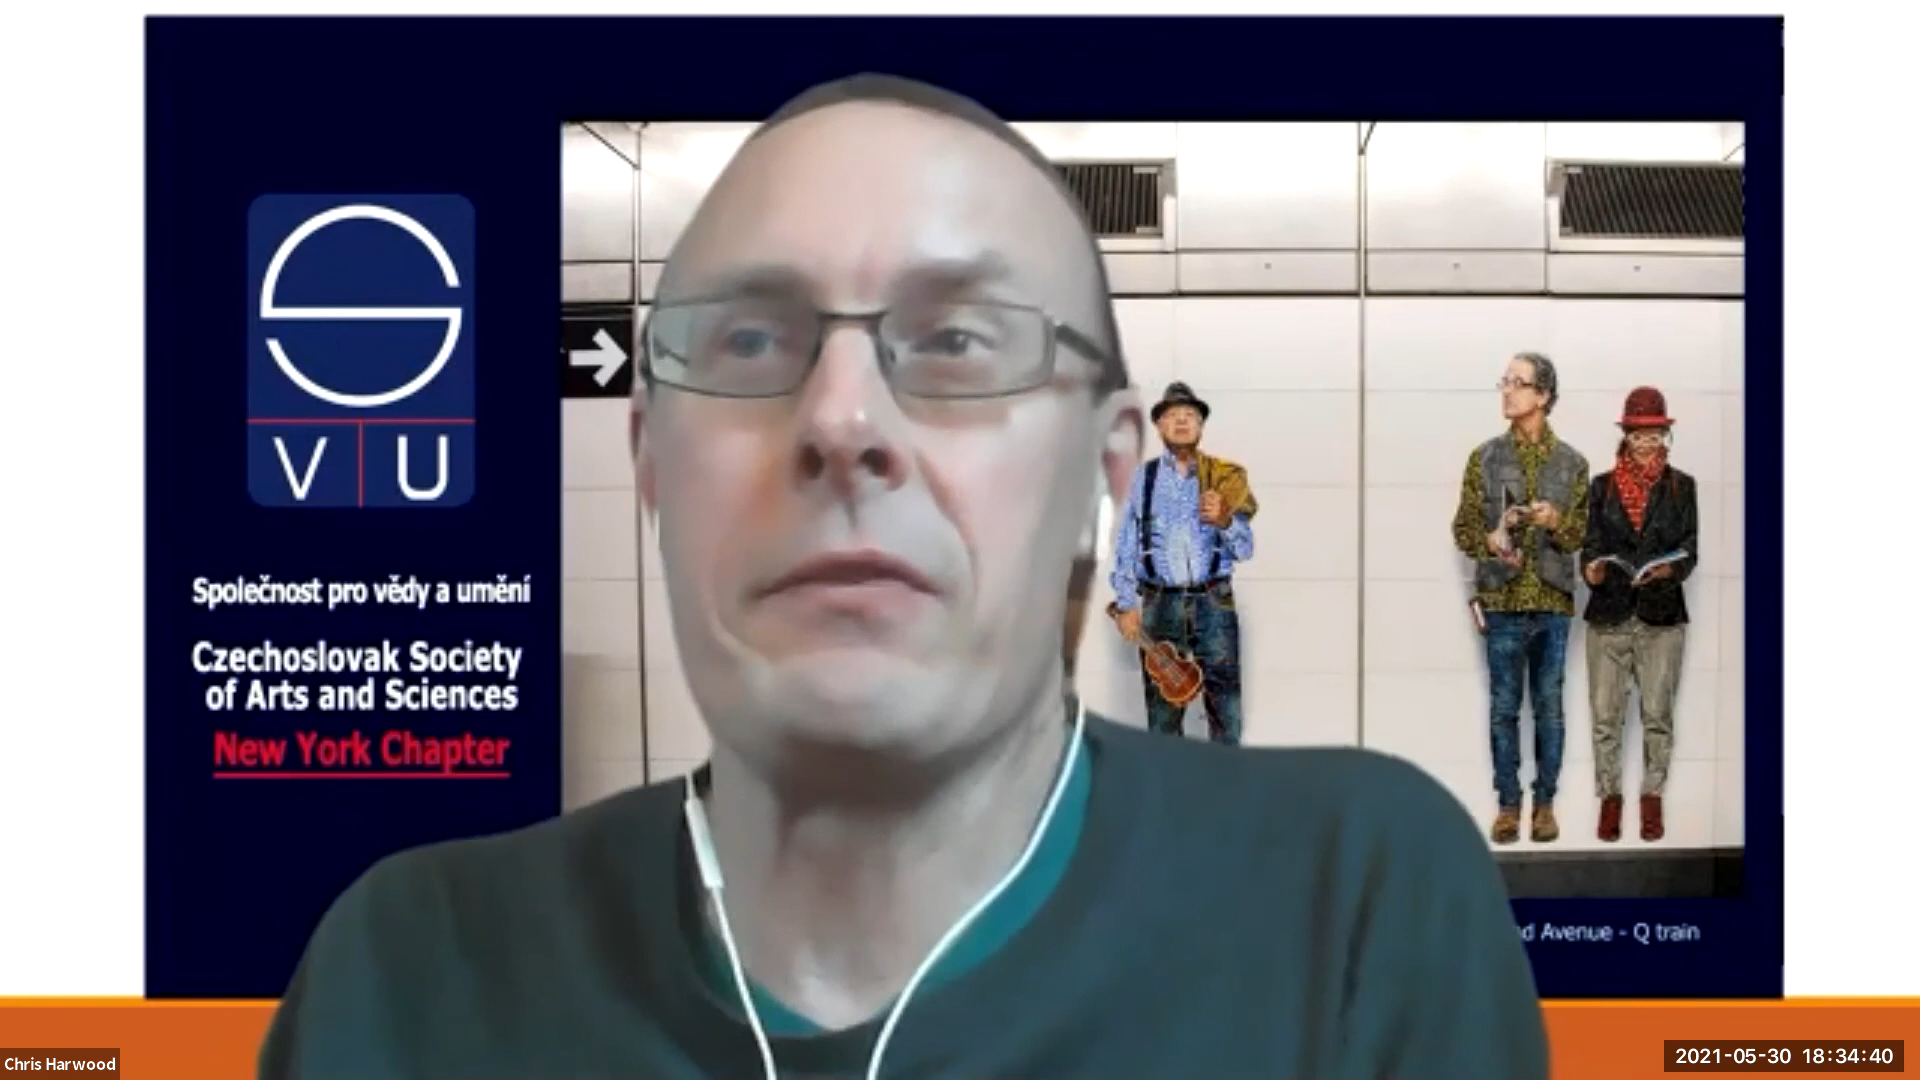 S
V U
Společnost pro vědy a umění
Czechoslovak Society
of Arts and Sciences
New York Chapter
Avenue - Q train
Chris Harwood
2021-05-30 18:34:40